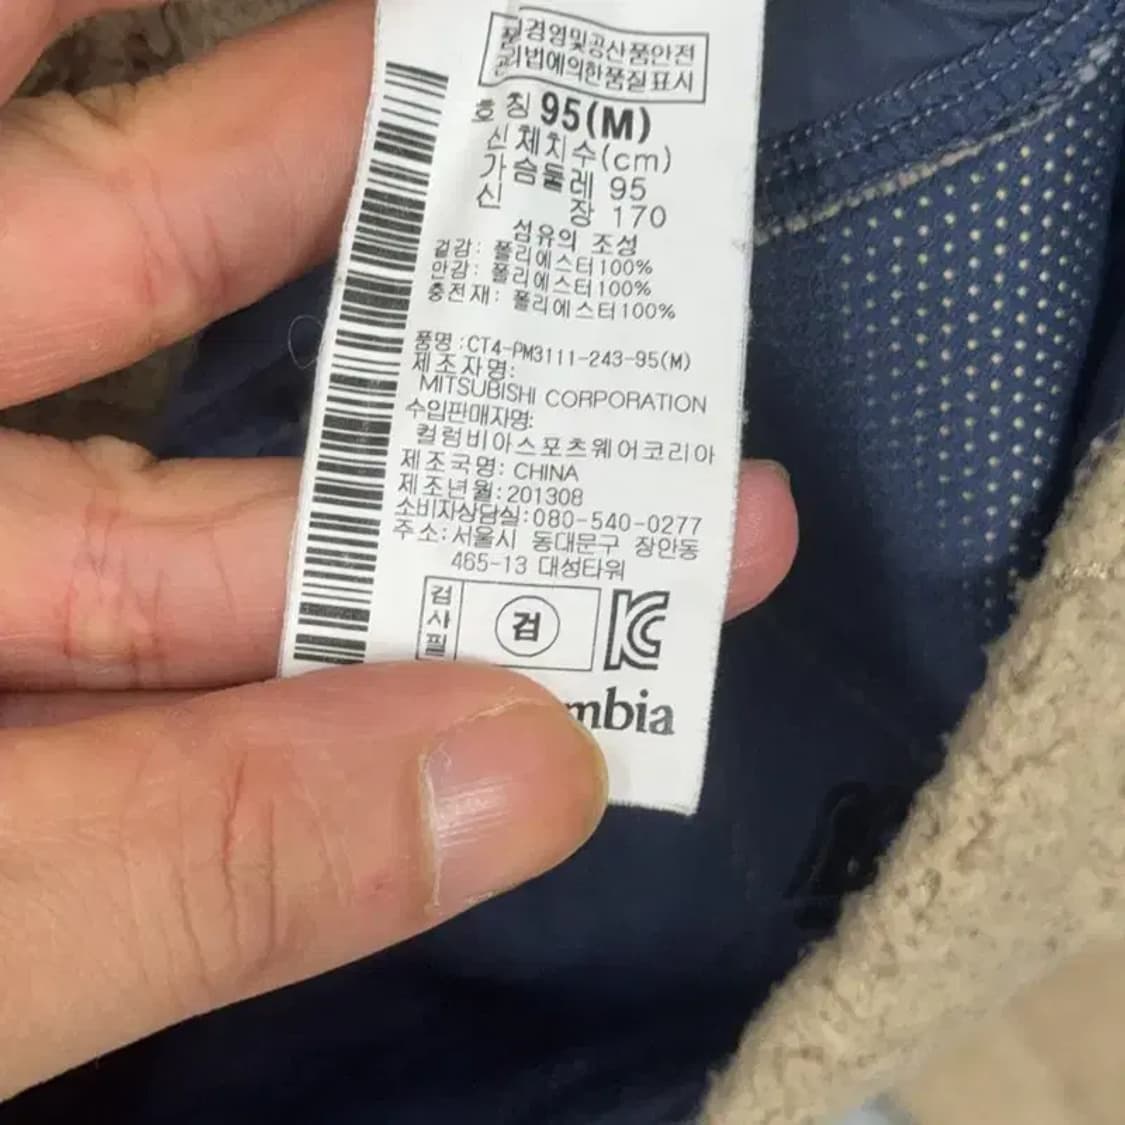 품경영및공산품안전
관리법에의한품질표시
호 칭 95(M)
신체치수(cm)
가슴둘레 95
신 장 170
섬유의 조성
겉감: 폴리에스터100%
안감: 폴리에스터100%
충전재: 폴리에스터100%
품명:CT4-PM3111-243-95(M)
제조자명:
MITSUBISHI CORPORATION
수입판매자명:
컬럼비아스포츠웨어코리아
제조국명: CHINA
제조년월:201308
소비자상담실:080-540-0277
주소:서울시 동대문구 장안동
465-13 대성타워
검사필
검
KC
mbia